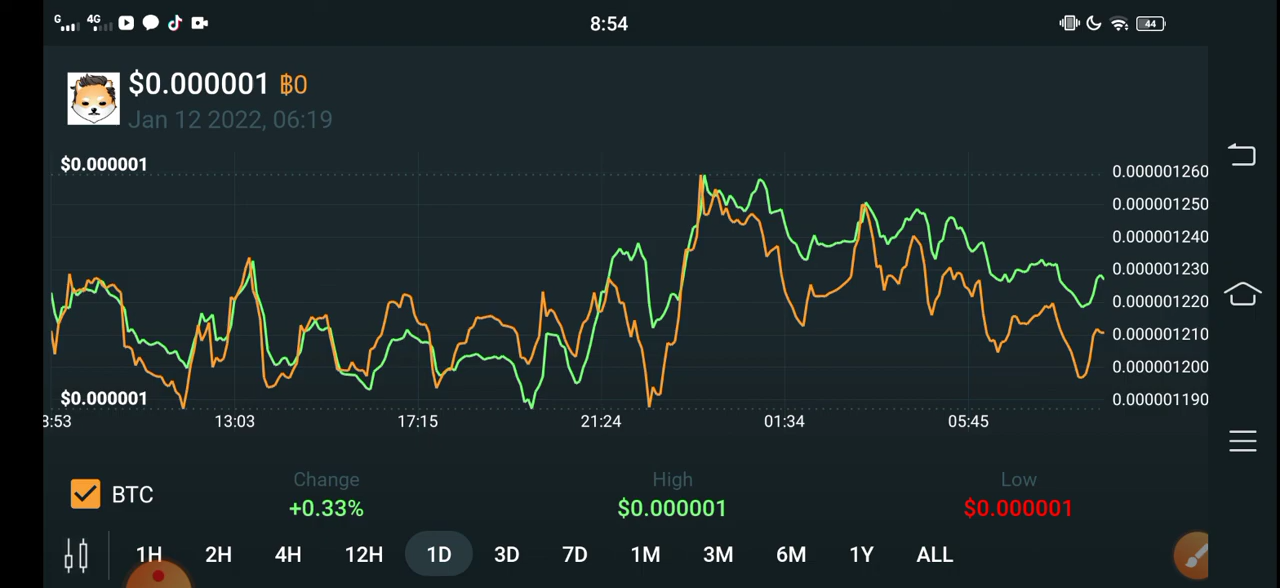 G 4G 8:54 44
$0.000001 ฿0
Jan 12 2022, 06:19
$0.000001
0.000001260
0.000001250
0.000001240
0.000001230
0.000001220
0.000001210
0.000001200
$0.000001
0.000001190
8:53 13:03 17:15 21:24 01:34 05:45
BTC
Change High Low
+0.33% $0.000001 $0.000001
1H 2H 4H 12H 1D 3D 7D 1M 3M 6M 1Y ALL